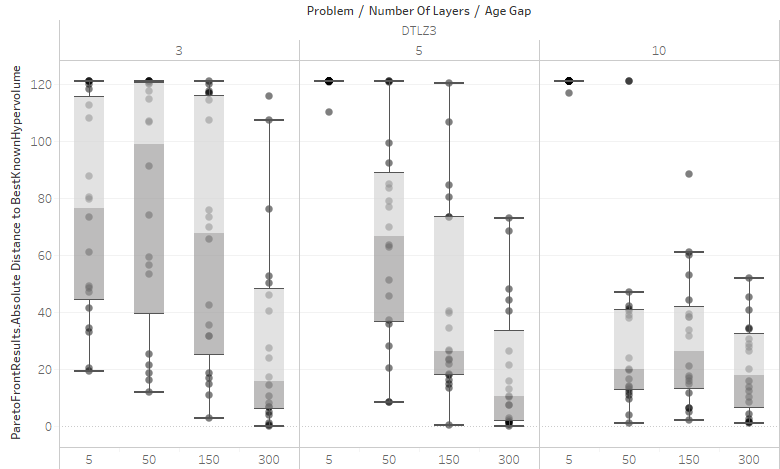 Problem / Number Of Layers / Age Gap
DTLZ3
3 5 10
ParetoFrontResults.Absolute Distance to BestKnownHypervolume
120
100
80
60
40
20
0
5 50 150 300 5 50 150 300 5 50 150 300